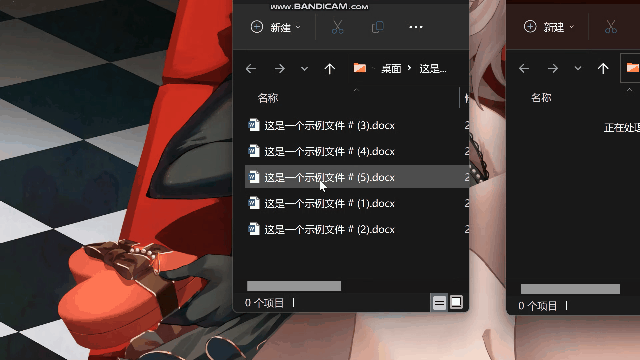 WWW.BANDICAM.COM
新建
新建
桌面 > 这是...
名称
名称
这是一个示例文件 # (3).docx
正在处
这是一个示例文件 # (4).docx
这是一个示例文件 # (5).docx
这是一个示例文件 # (1).docx
这是一个示例文件 # (2).docx
0 个项目
0 个项目